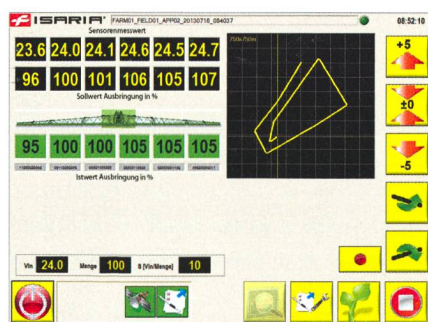 ISARIA FARM01_FIELD01_APP02_20130716_084037 08:52:10
Sensorenmesswert
23.6 24.0 24.1 24.6 24.5 24.7
96 100 101 106 105 107
Sollwert Ausbringung in %
95 100 100 105 105 105
Istwert Ausbringung in %
+5
±0
-5
VIn 24.0 Menge 100 S [VIn/Menge] 10